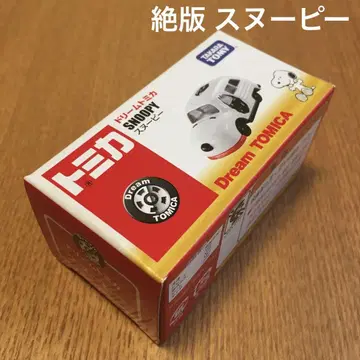 絶版 スヌーピー
TAKARA
TOMY
ドリームトミカ
SNOOPY
スヌーピー
Dream TOMICA
トミカ
Dream
TOMICA